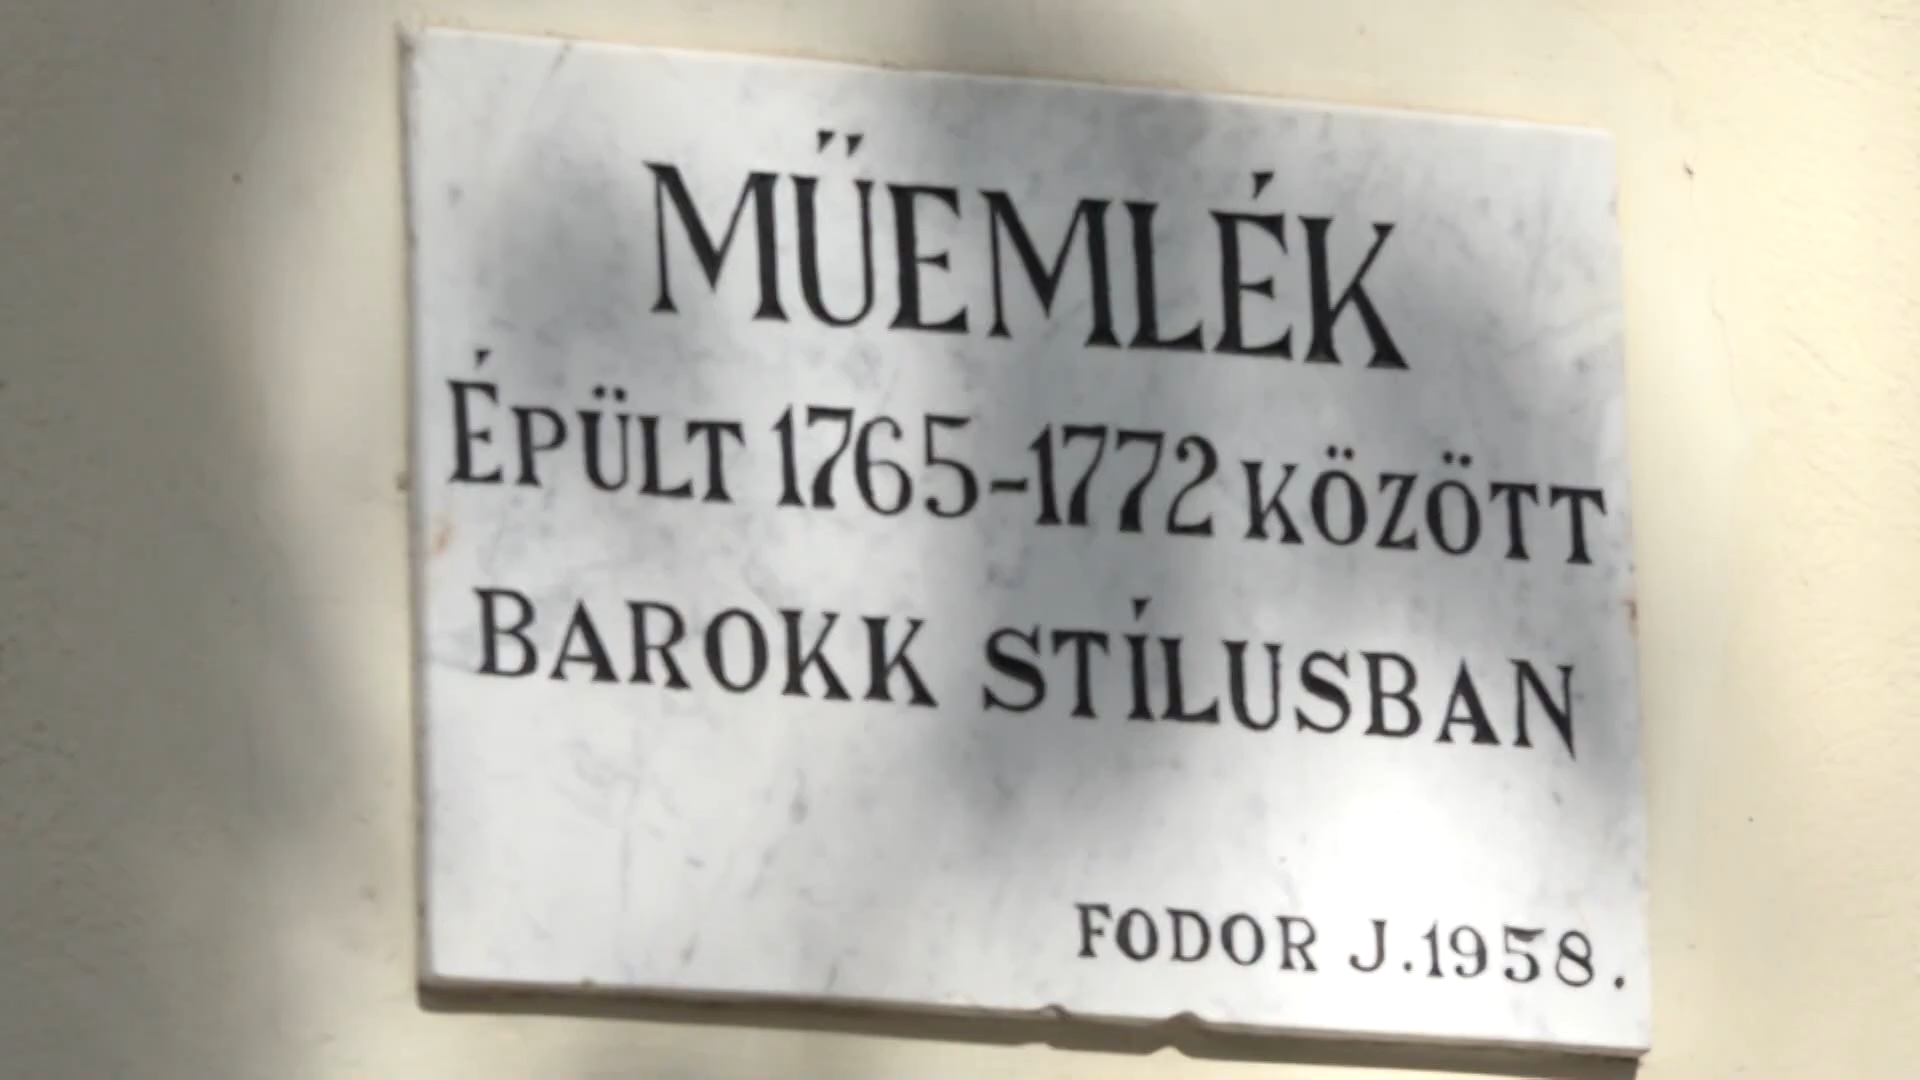 MŰEMLÉK
ÉPÜLT 1765-1772 KÖZÖTT
BAROKK STÍLUSBAN
FODOR J. 1958.